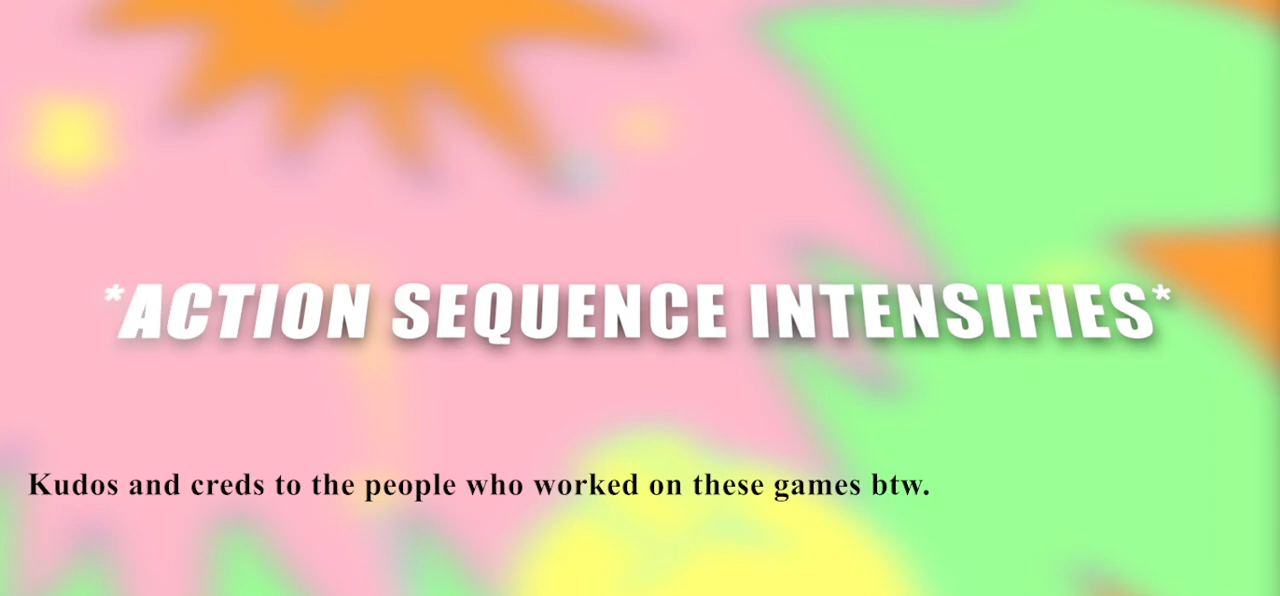 *ACTION SEQUENCE INTENSIFIES*
Kudos and creds to the people who worked on these games btw.